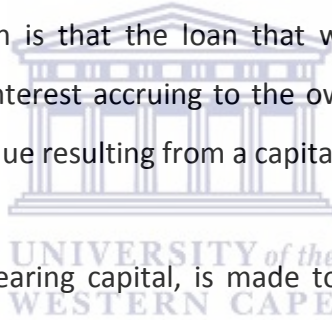 n is that the loan that w
nterest accruing to the ov
ue resulting from a capita
UNIVERSITY of the
earing capital, is made to
WESTERN CAPE